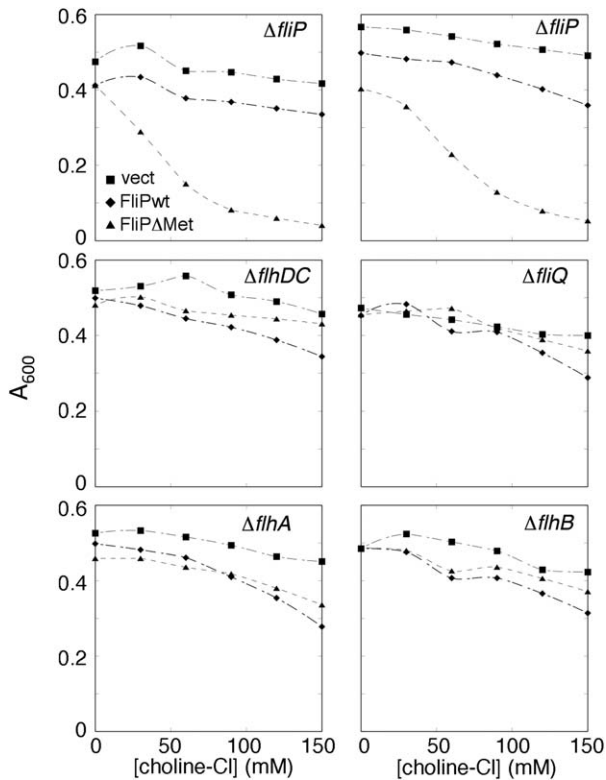 ΔfliP
ΔfliP
0.6
0.4
0.2
0
vect
FliPwt
FliPΔMet
ΔflhDC
ΔfliQ
0.6
0.4
0.2
0
A600
ΔflhA
ΔflhB
0.6
0.4
0.2
0
0 50 100 150
0 50 100 150
[choline-Cl] (mM)
[choline-Cl] (mM)